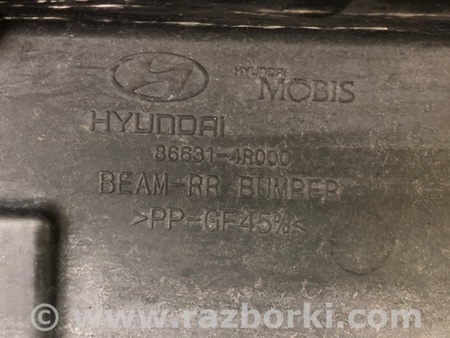 HYUNDAI
MOBIS
HYUNDAI
86631-4R000
BEAM-RR BUMPER
>PP-GF45%<
© www.razborki.com